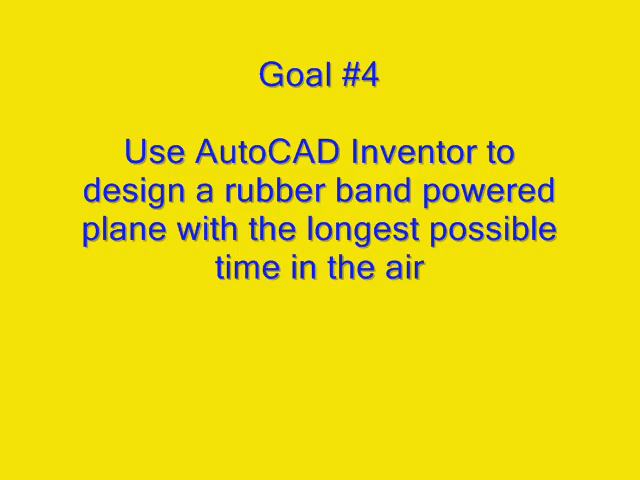 Goal #4
Use AutoCAD Inventor to
design a rubber band powered
plane with the longest possible
time in the air